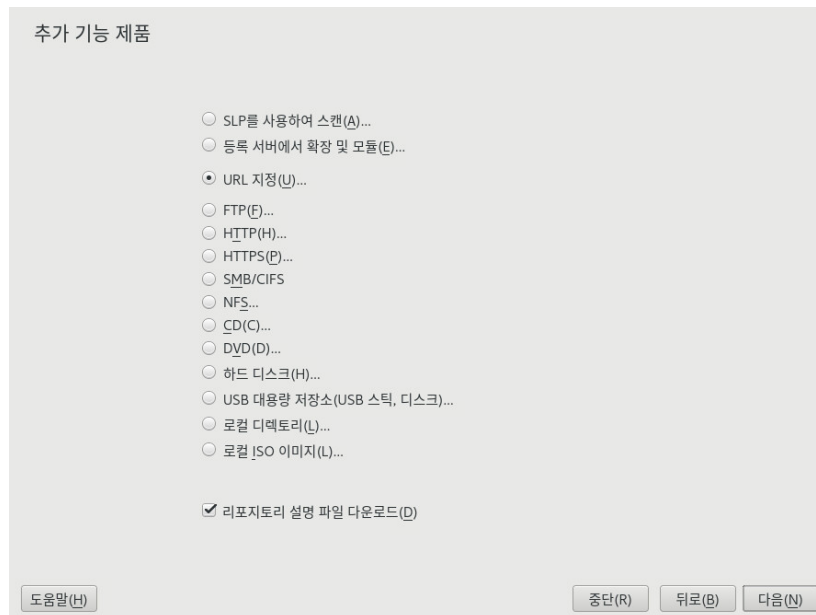 추가 기능 제품
SLP를 사용하여 스캔(A)...
등록 서버에서 확장 및 모듈(E)...
URL 지정(U)...
FTP(F)...
HTTP(H)...
HTTPS(P)...
SMB/CIFS
NFS...
CD(C)...
DVD(D)...
하드 디스크(H)...
USB 대용량 저장소(USB 스틱, 디스크)...
로컬 디렉토리(L)...
로컬 ISO 이미지(L)...
리포지토리 설명 파일 다운로드(D)
도움말(H) 중단(R) 뒤로(B) 다음(N)